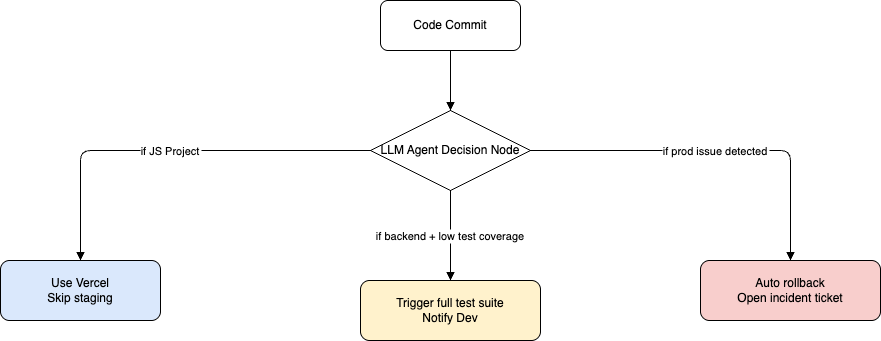 Code Commit
LLM Agent Decision Node
if JS Project
if prod issue detected
if backend + low test coverage
Use Vercel
Skip staging
Trigger full test suite
Notify Dev
Auto rollback
Open incident ticket